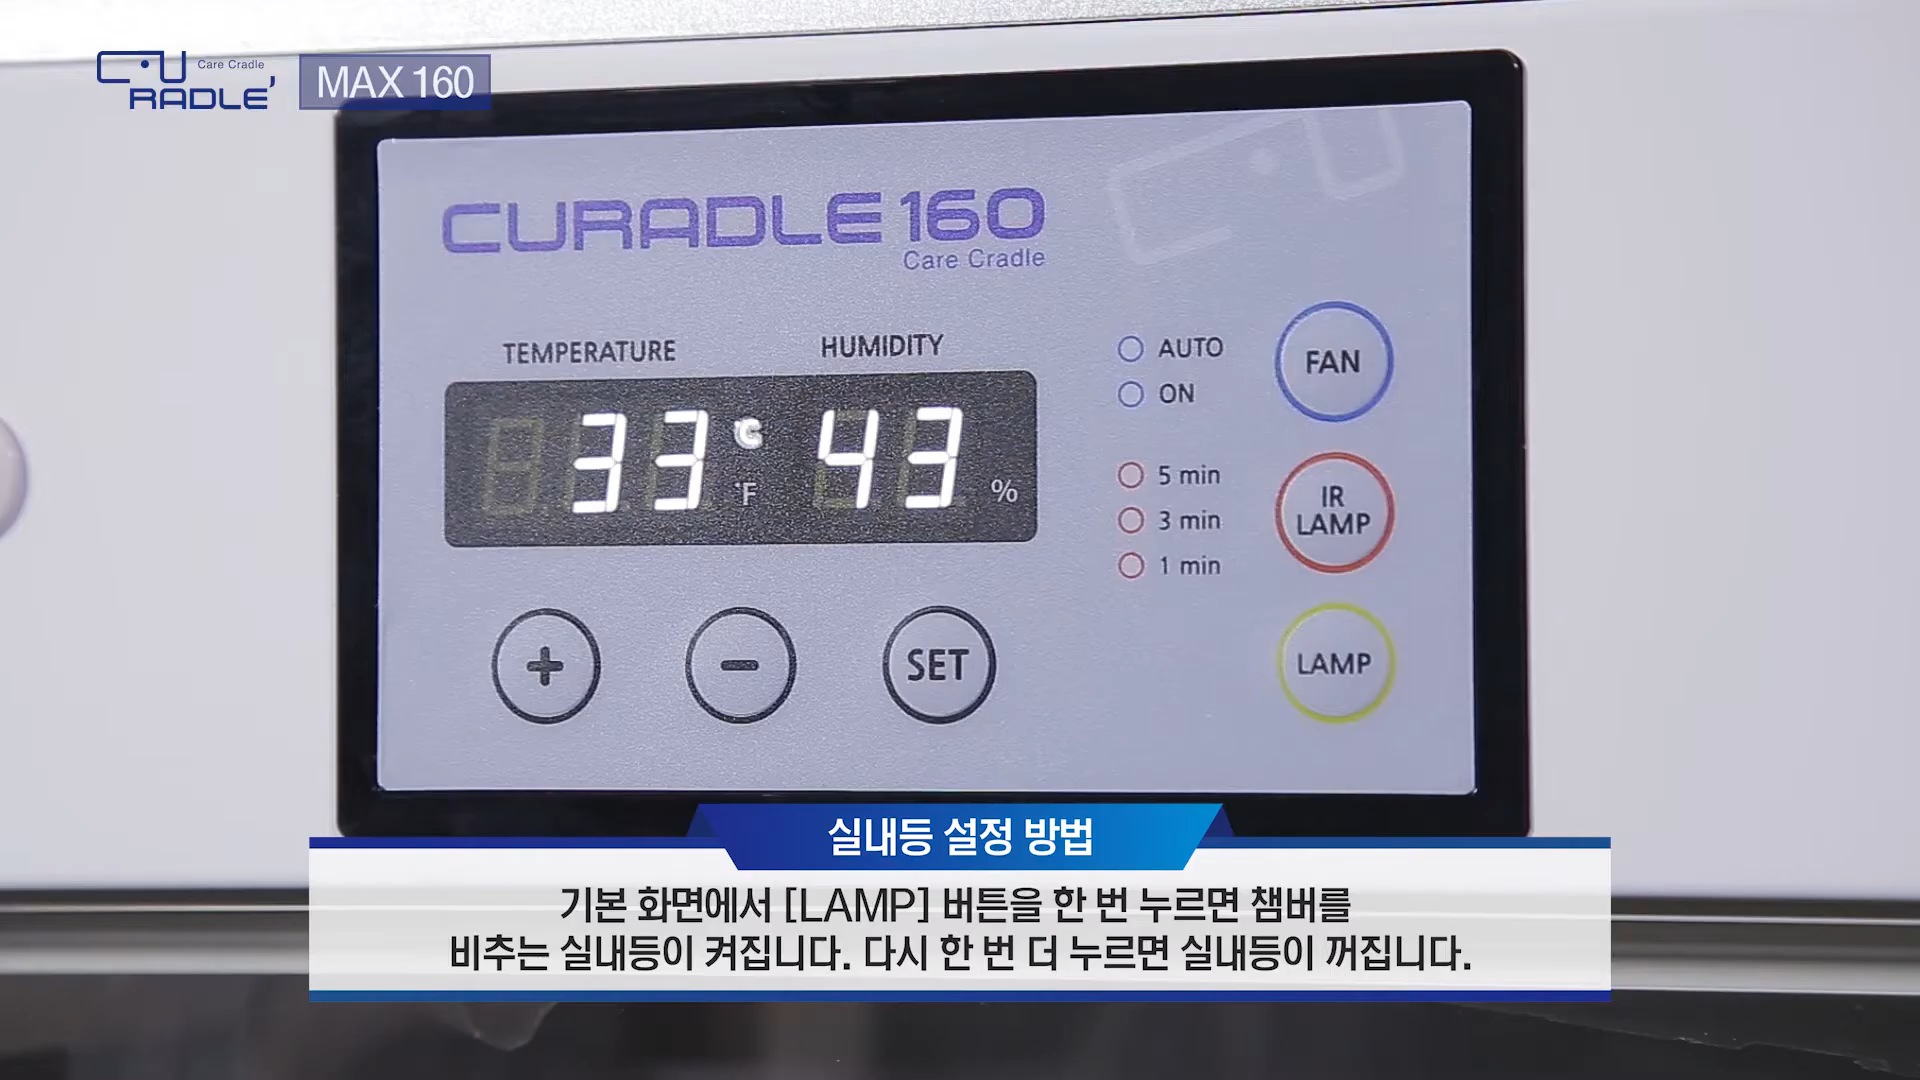 CURADLE
Care Cradle
MAX 160
CURADLE 160
Care Cradle
TEMPERATURE
HUMIDITY
33 °C 43
°F %
AUTO
ON
FAN
5 min
3 min
1 min
IR
LAMP
+
-
SET
LAMP
실내등 설정 방법
기본 화면에서 [LAMP] 버튼을 한 번 누르면 챔버를
비추는 실내등이 켜집니다. 다시 한 번 더 누르면 실내등이 꺼집니다.